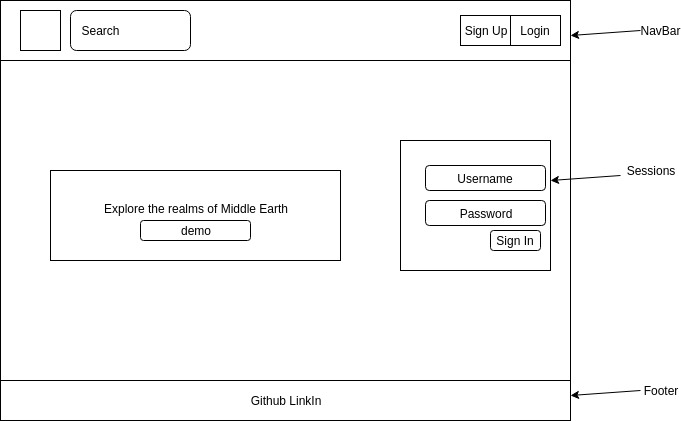 Search
Sign Up
Login
NavBar
Explore the realms of Middle Earth
demo
Username
Password
Sign In
Sessions
Github LinkIn
Footer